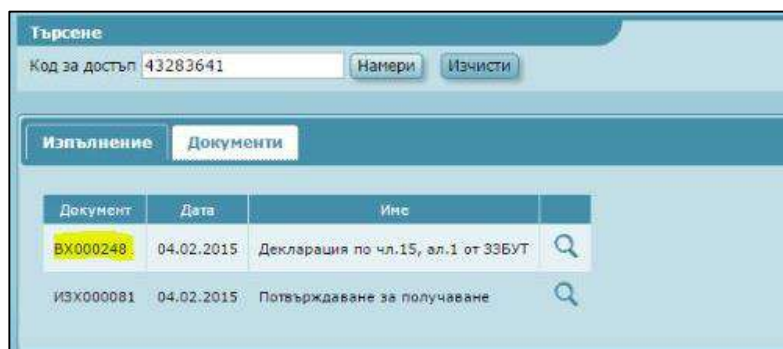 Търсене
Код за достъп 43283641 Намери Изчисти
Изпълнение Документи
Документ Дата Име
ВХ000248 04.02.2015 Декларация по чл.15, ал.1 от ЗЗБУТ
ИЗХ000081 04.02.2015 Потвърждаване за получаване